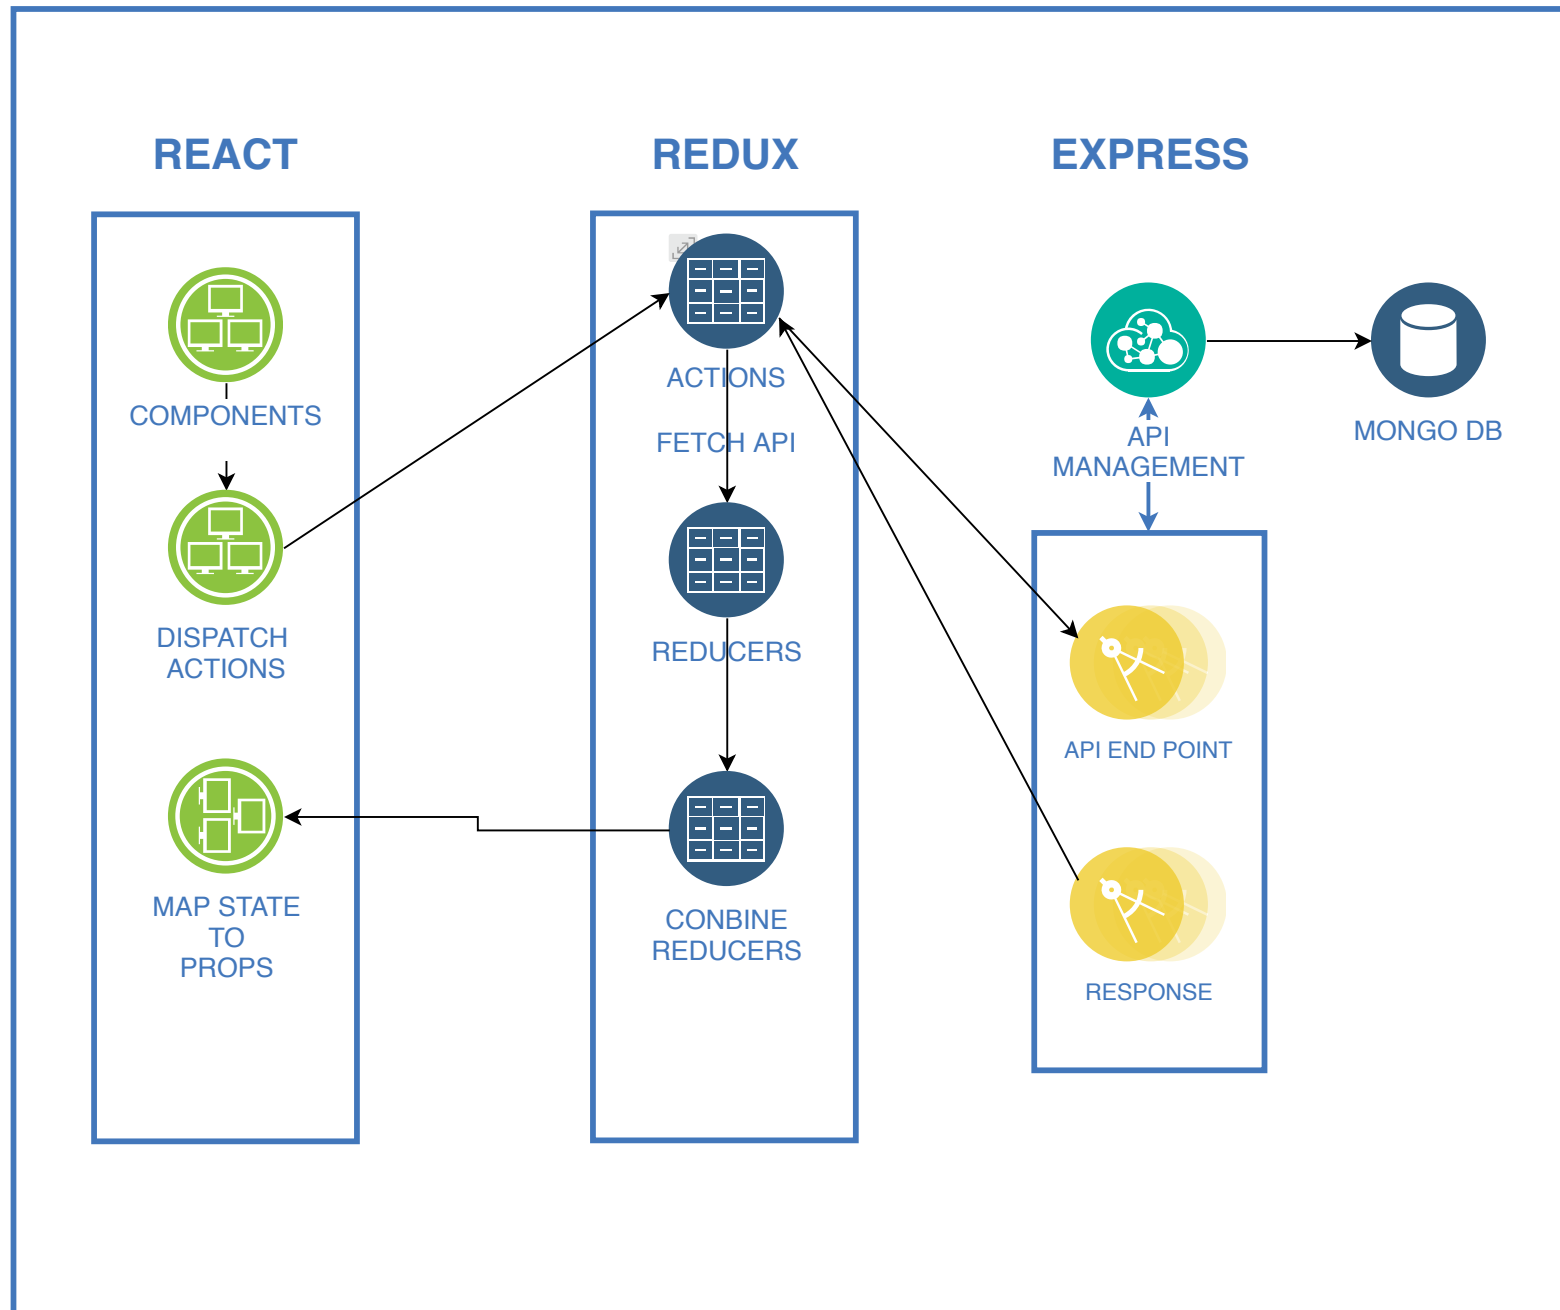 REACT
REDUX
EXPRESS
COMPONENTS
DISPATCH
ACTIONS
MAP STATE
TO
PROPS
ACTIONS
FETCH API
REDUCERS
CONBINE
REDUCERS
API
MANAGEMENT
MONGO DB
API END POINT
RESPONSE